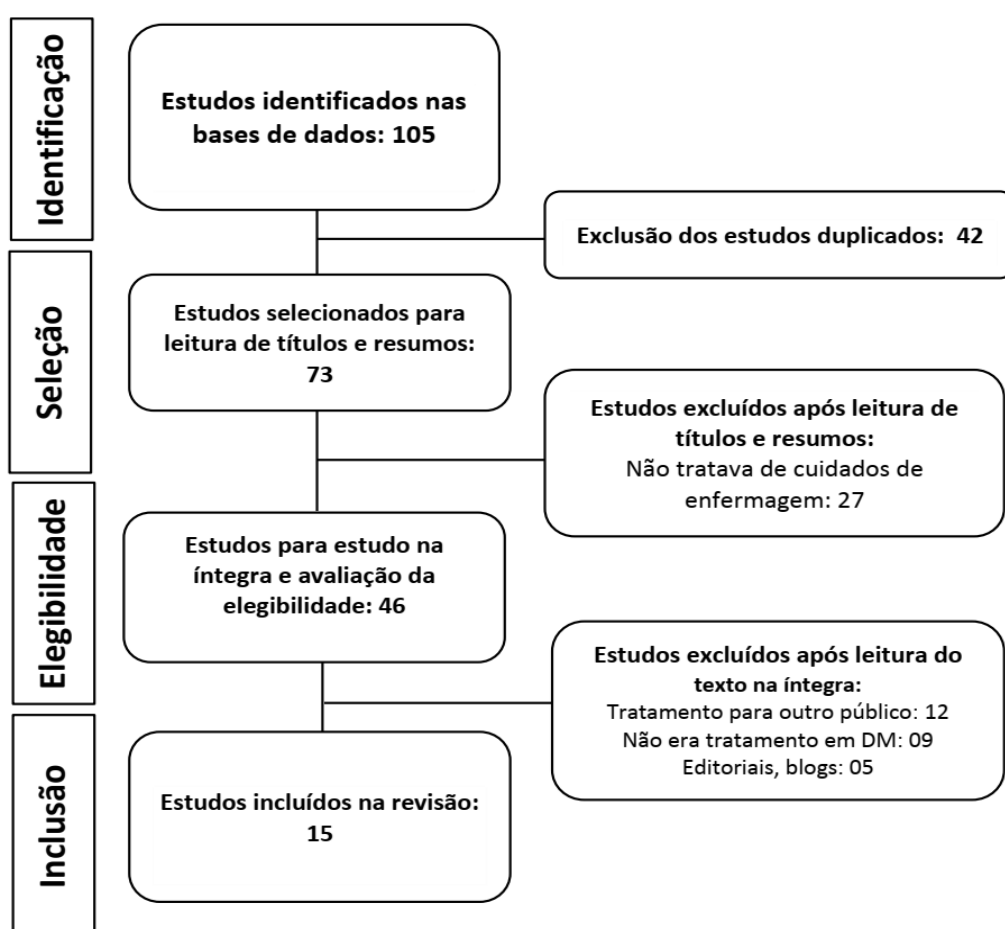 Identificação
Estudos identificados nas
bases de dados: 105
Exclusão dos estudos duplicados: 42
Seleção
Estudos selecionados para
leitura de títulos e resumos:
73
Estudos excluídos após leitura de
títulos e resumos:
Não tratava de cuidados de
enfermagem: 27
Elegibilidade
Estudos para estudo na
íntegra e avaliação da
elegibilidade: 46
Estudos excluídos após leitura do
texto na íntegra:
Tratamento para outro público: 12
Não era tratamento em DM: 09
Editoriais, blogs: 05
Inclusão
Estudos incluídos na revisão:
15